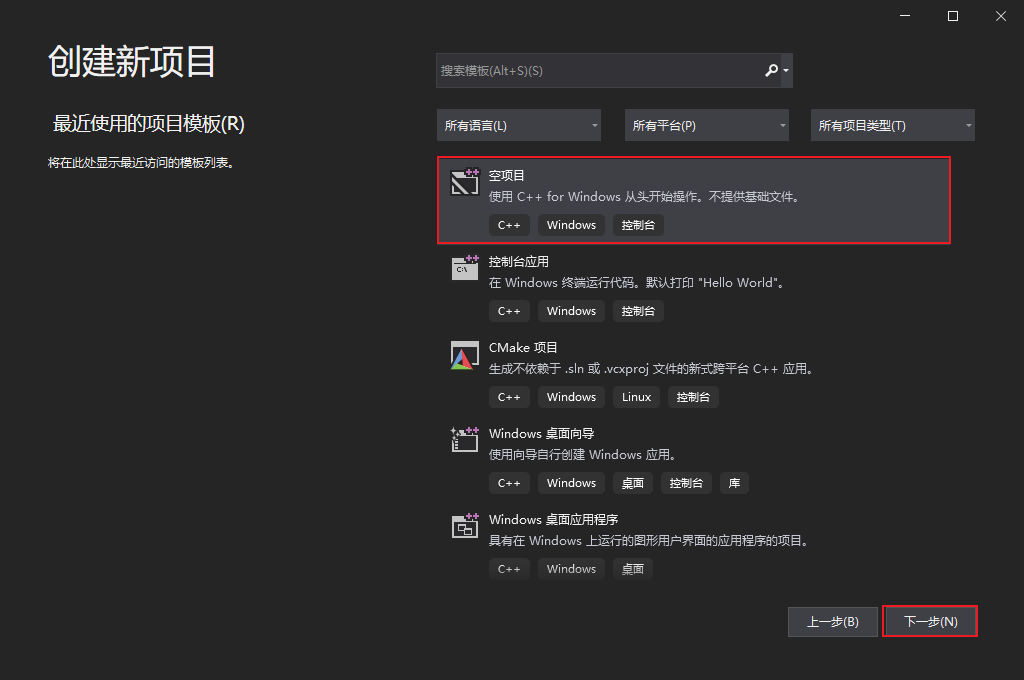 创建新项目
搜索模板(Alt+S)(S)
最近使用的项目模板(R)
将在此处显示最近访问的模板列表。
所有语言(L)
所有平台(P)
所有项目类型(T)
空项目
使用 C++ for Windows 从头开始操作。不提供基础文件。
C++ Windows 控制台
控制台应用
在 Windows 终端运行代码。默认打印 "Hello World"。
C++ Windows 控制台
CMake 项目
生成不依赖于 .sln 或 .vcxproj 文件的新式跨平台 C++ 应用。
C++ Windows Linux 控制台
Windows 桌面向导
使用向导自行创建 Windows 应用。
C++ Windows 桌面 控制台 库
Windows 桌面应用程序
具有在 Windows 上运行的图形用户界面的应用程序的项目。
C++ Windows 桌面
上一步(B)
下一步(N)